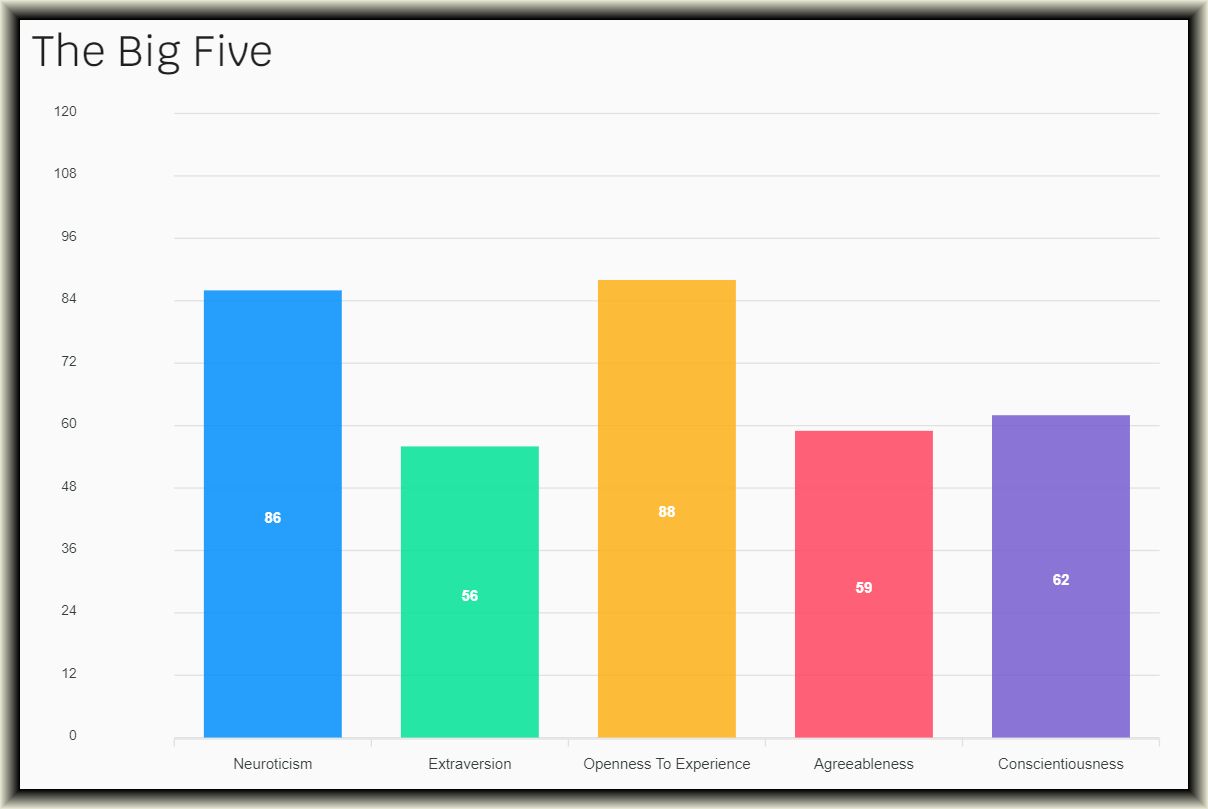 The Big Five
120
108
96
84
72
60
48
36
24
12
0
86
56
88
59
62
Neuroticism
Extraversion
Openness To Experience
Agreeableness
Conscientiousness